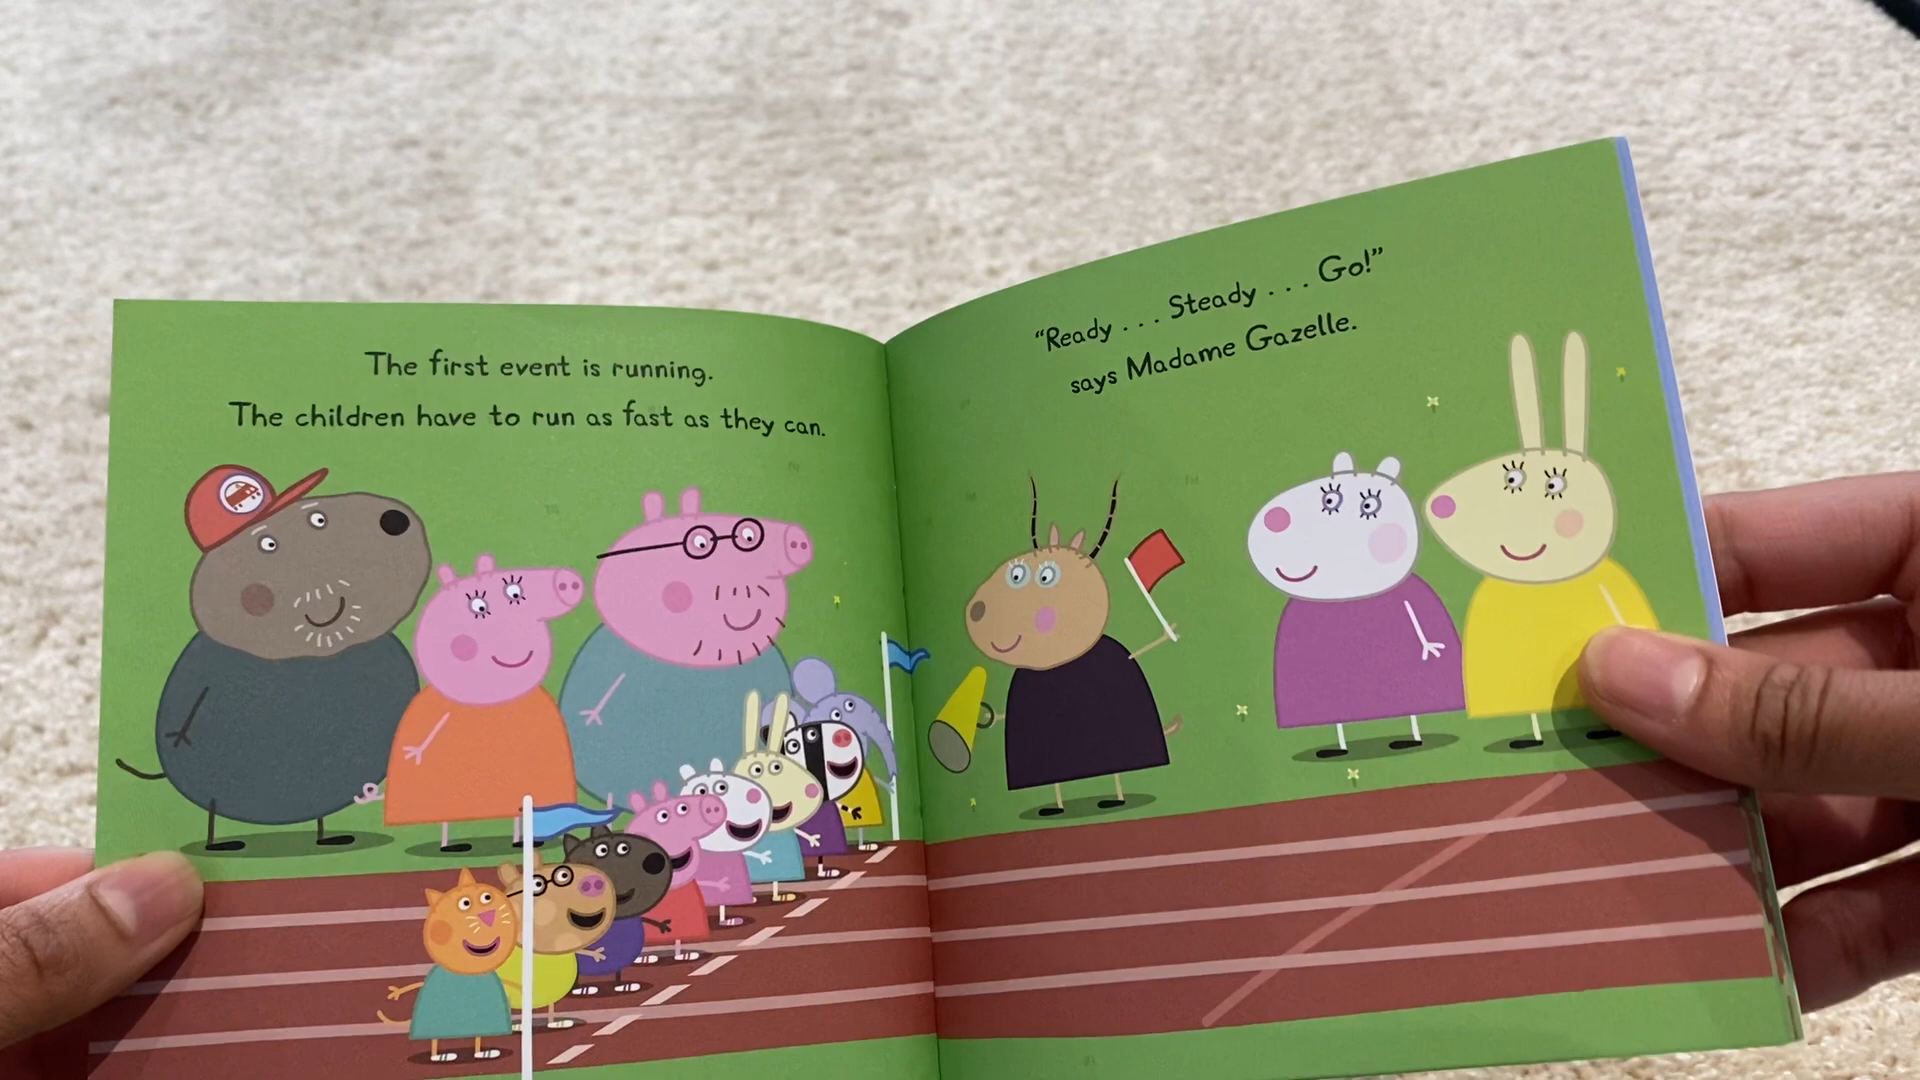 The first event is running.
The children have to run as fast as they can.
"Ready . . . Steady . . . Go!"
says Madame Gazelle.